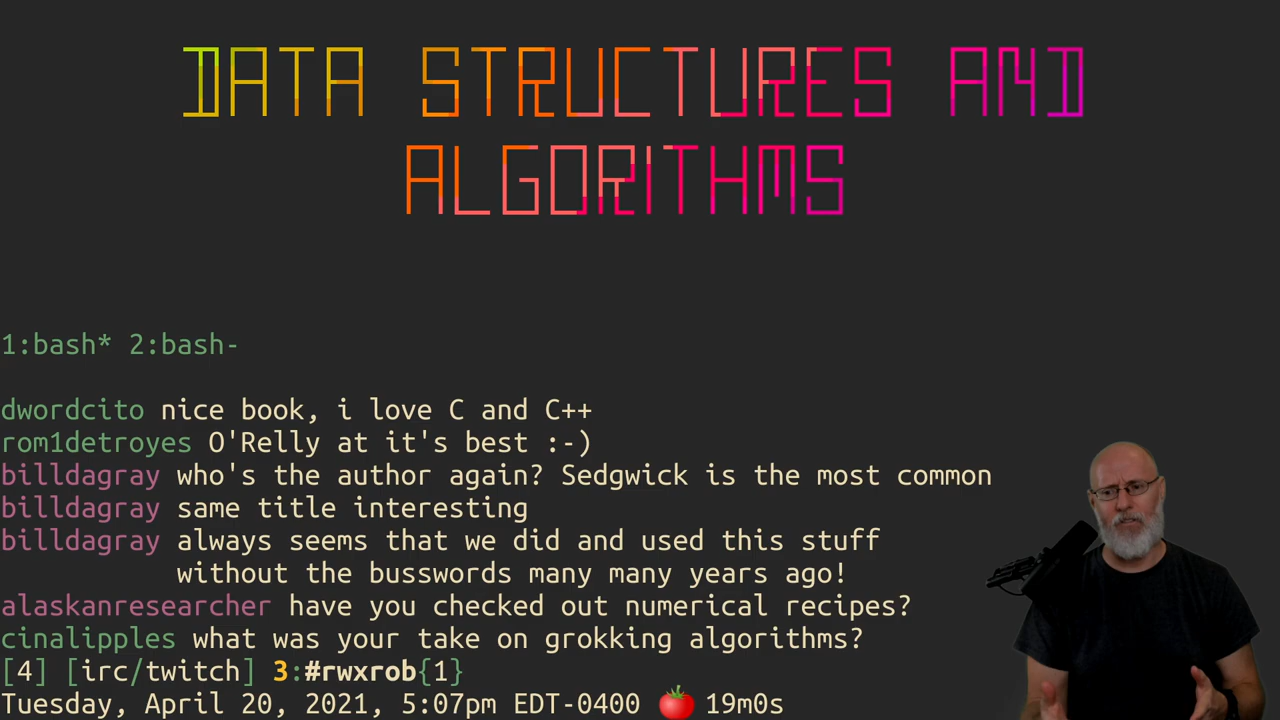 DATA STRUCTURES AND
ALGORITHMS
1:bash* 2:bash-
dwordcito nice book, i love C and C++
rom1detroyes O'Relly at it's best :-)
billdagray who's the author again? Sedgwick is the most common
billdagray same title interesting
billdagray always seems that we did and used this stuff
without the busswords many many years ago!
alaskanresearcher have you checked out numerical recipes?
cinalipples what was your take on grokking algorithms?
[4] [irc/twitch] 3:#rwxrob{1}
Tuesday, April 20, 2021, 5:07pm EDT-0400 🍅 19m0s